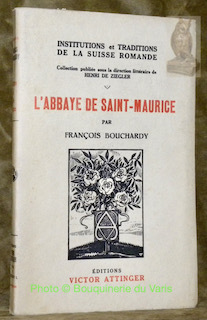 INSTITUTIONS et TRADITIONS
DE LA SUISSE ROMANDE
Collection publiée sous la direction littéraire de
HENRI DE ZIEGLER
L'ABBAYE DE SAINT-MAURICE
PAR
FRANÇOIS BOUCHARDY
ÉDITIONS
VICTOR ATTINGER
Photo © Bouquinerie du Varis